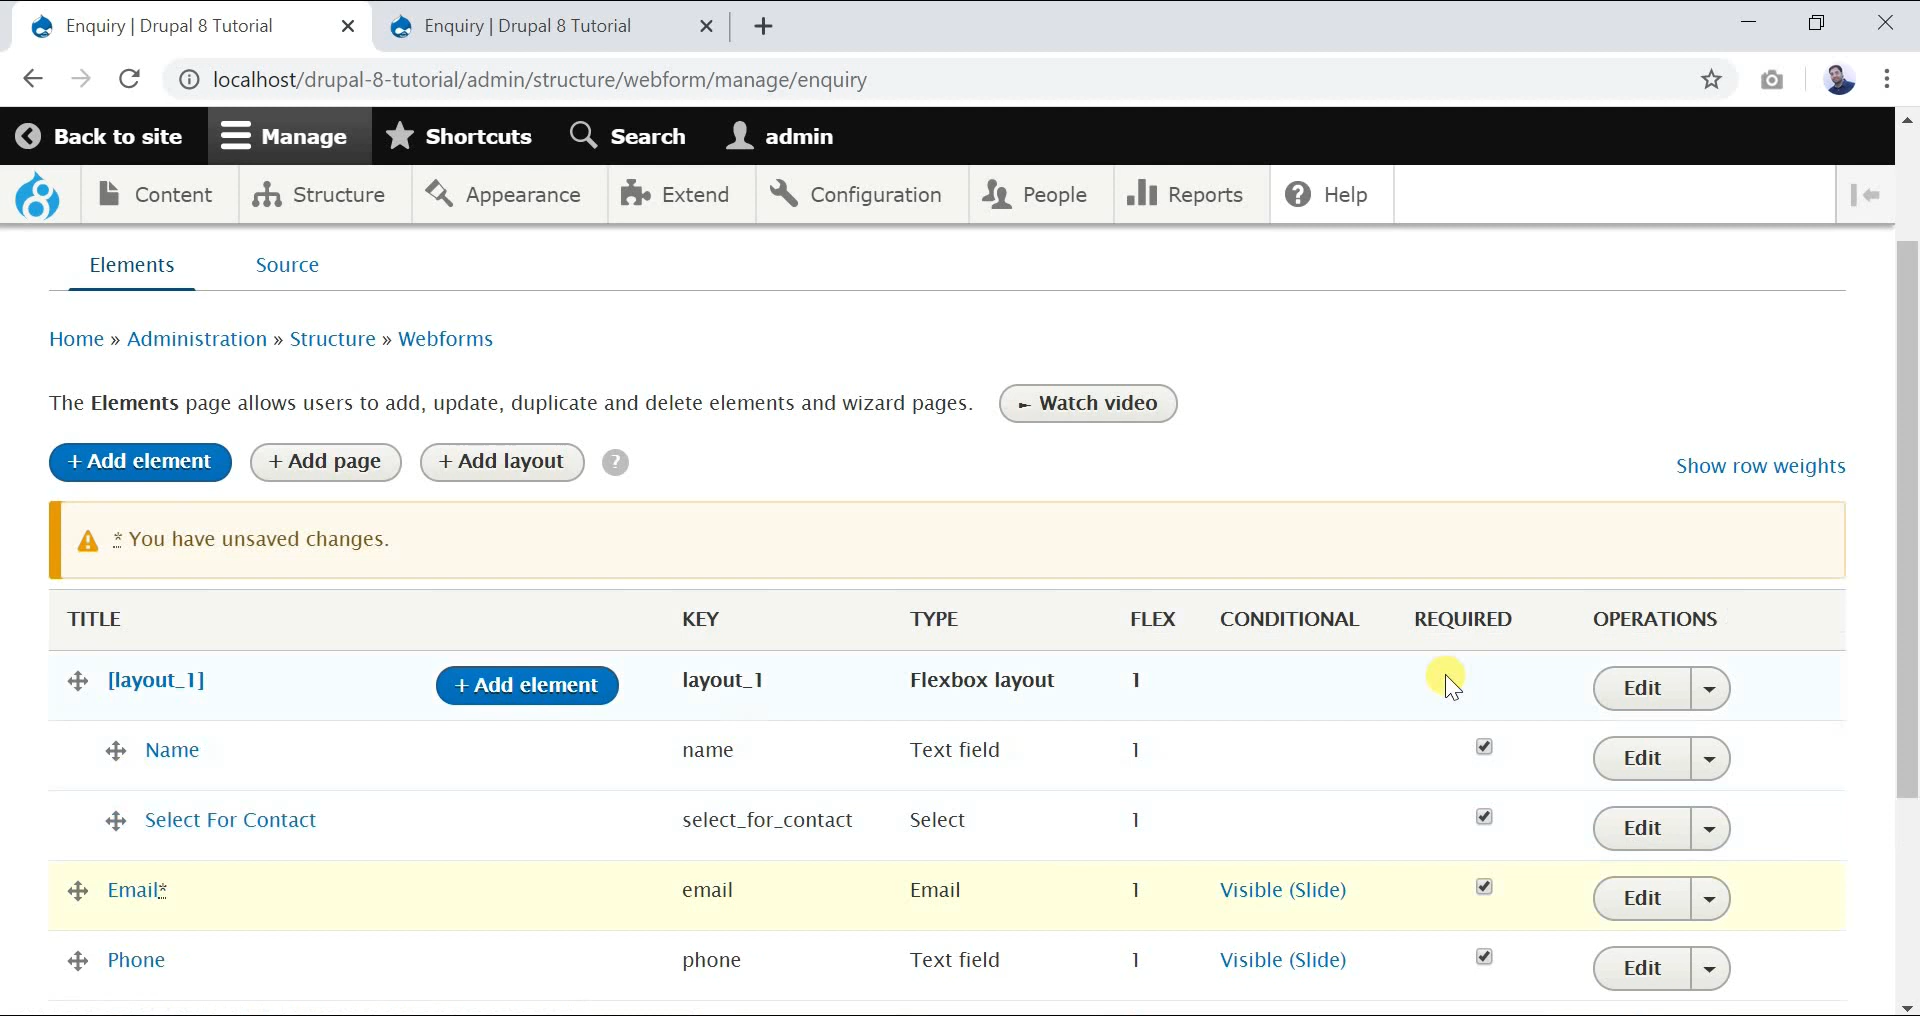 Enquiry | Drupal 8 Tutorial
Enquiry | Drupal 8 Tutorial
localhost/drupal-8-tutorial/admin/structure/webform/manage/enquiry
Back to site Manage Shortcuts Search admin
Content Structure Appearance Extend Configuration People Reports Help
Elements Source
Home » Administration » Structure » Webforms
The Elements page allows users to add, update, duplicate and delete elements and wizard pages. Watch video
+ Add element + Add page + Add layout ? Show row weights
* You have unsaved changes.
TITLE KEY TYPE FLEX CONDITIONAL REQUIRED OPERATIONS
[layout_1] + Add element layout_1 Flexbox layout 1 Edit
Name name Text field 1 Edit
Select For Contact select_for_contact Select 1 Edit
Email* email Email 1 Visible (Slide) Edit
Phone phone Text field 1 Visible (Slide) Edit